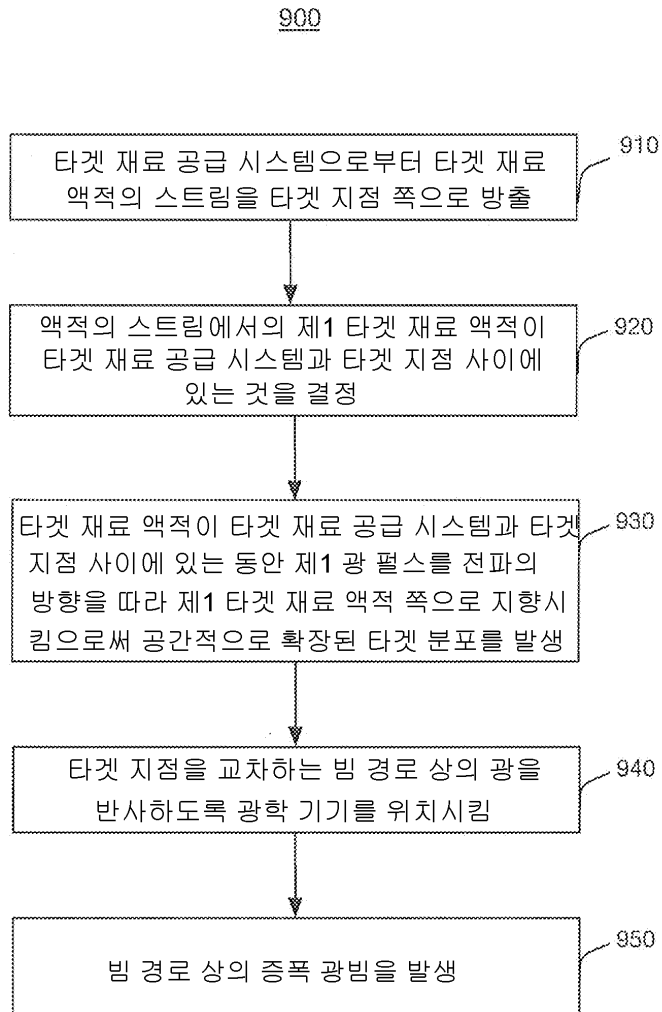 900
타겟 재료 공급 시스템으로부터 타겟 재료
액적의 스트림을 타겟 지점 쪽으로 방출
910
액적의 스트림에서의 제1 타겟 재료 액적이
타겟 재료 공급 시스템과 타겟 지점 사이에
있는 것을 결정
920
타겟 재료 액적이 타겟 재료 공급 시스템과 타겟
지점 사이에 있는 동안 제1 광 펄스를 전파의
방향을 따라 제1 타겟 재료 액적 쪽으로 지향시
킴으로써 공간적으로 확장된 타겟 분포를 발생
930
타겟 지점을 교차하는 빔 경로 상의 광을
반사하도록 광학 기기를 위치시킴
940
빔 경로 상의 증폭 광빔을 발생
950